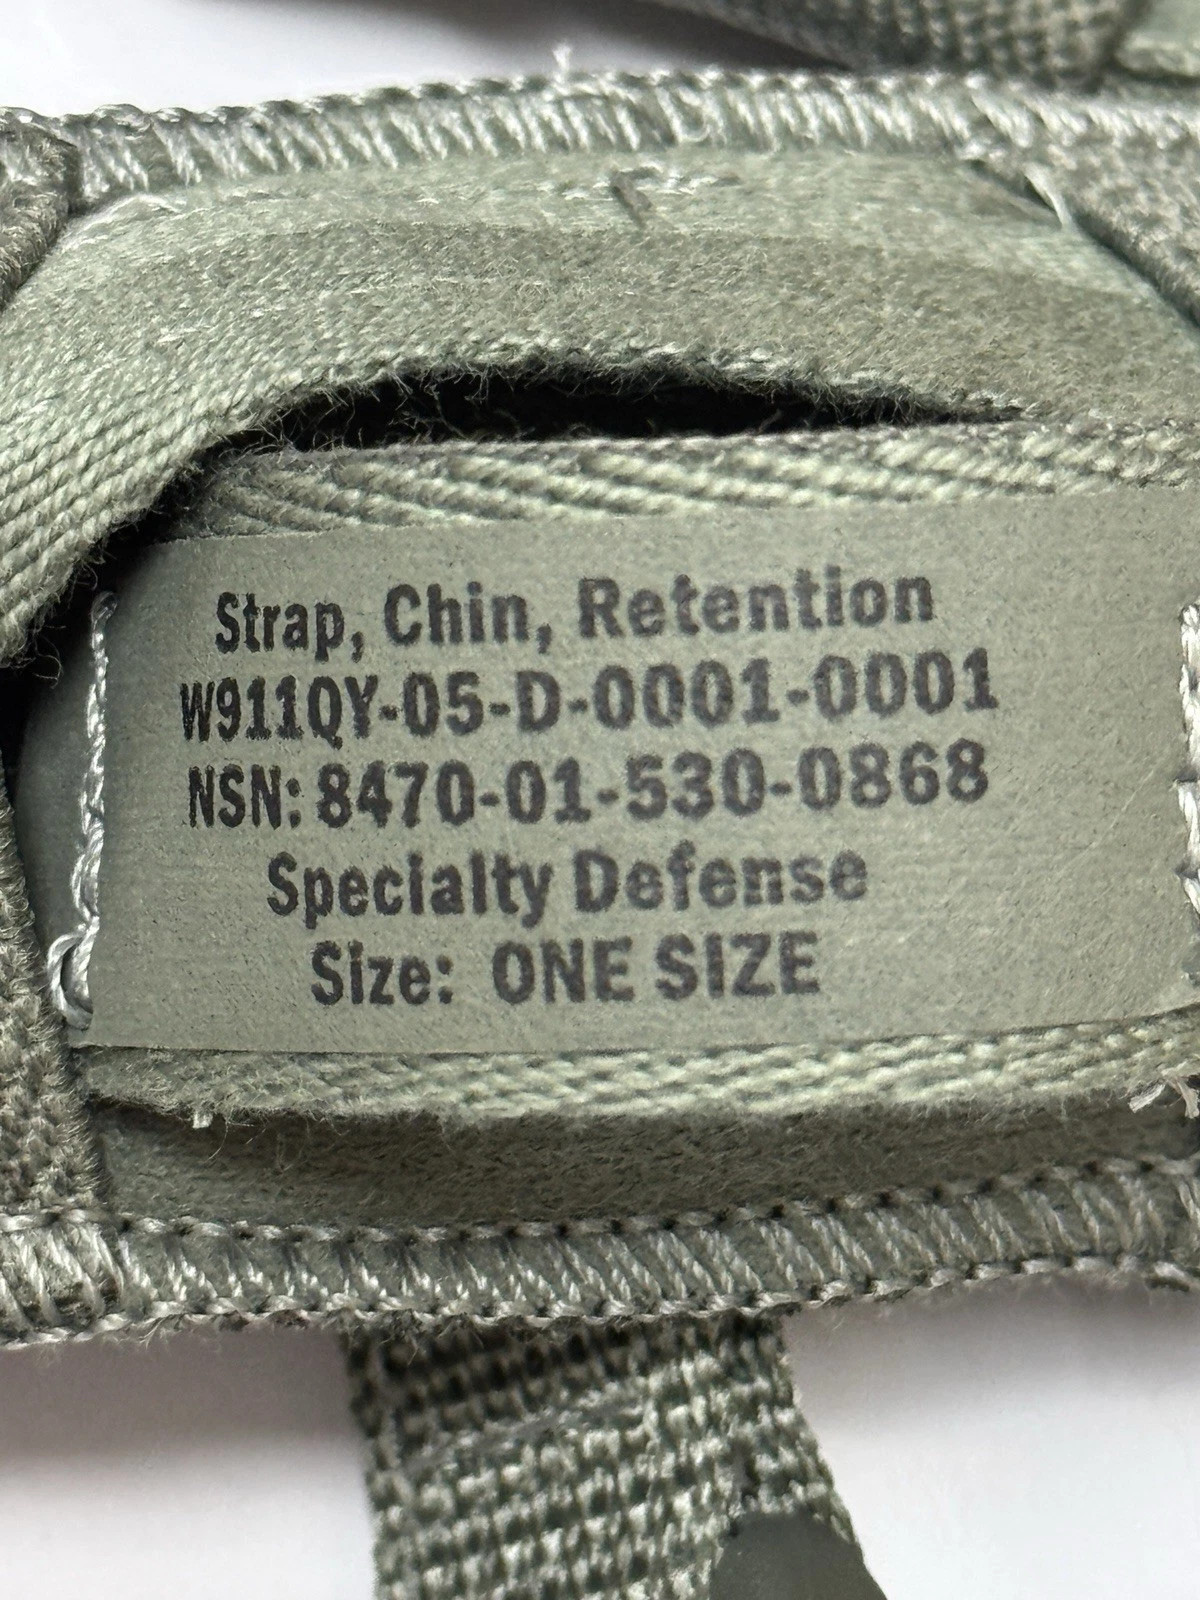 Strap, Chin, Retention
W911QY-05-D-0001-0001
NSN: 8470-01-530-0868
Specialty Defense
Size: ONE SIZE